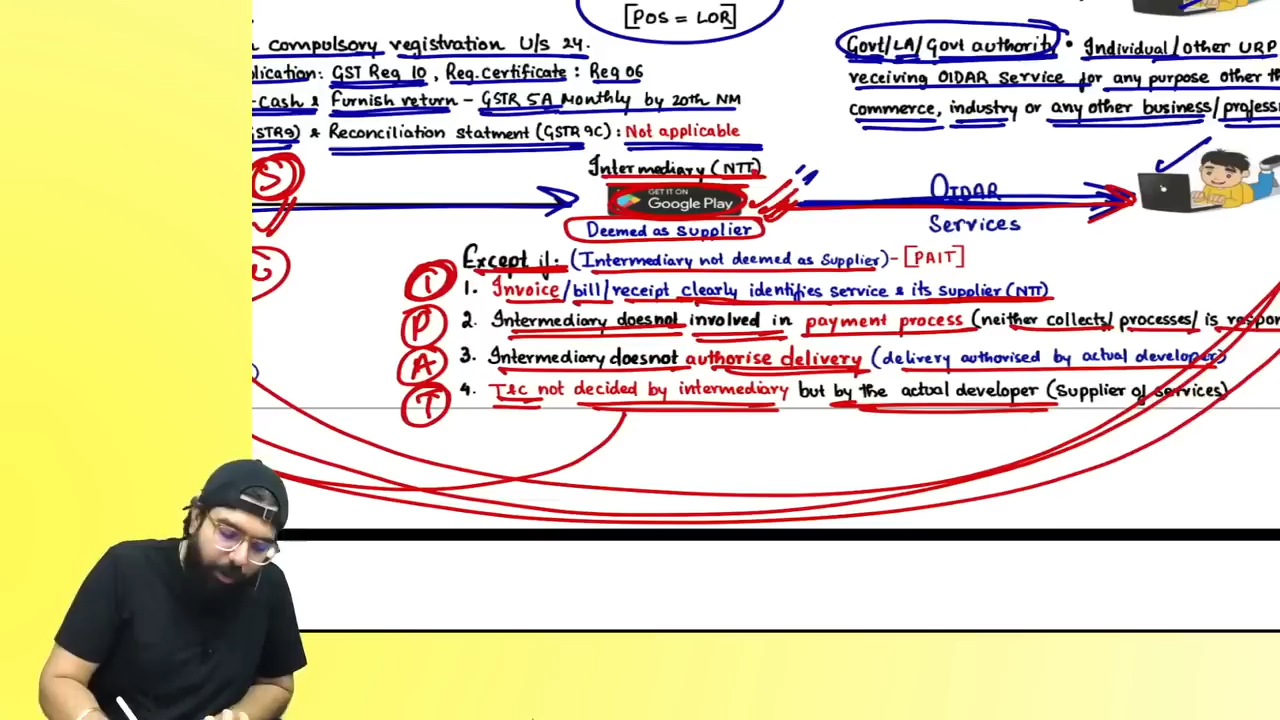 [POS = LOR]
compulsory registration U/s 24.
plication: GST Reg 10, Reg. certificate : Reg 06
-cash & Furnish return - GSTR 5A Monthly by 20th NM
GSTR9) & Reconciliation statment (GSTR 9C) : Not applicable
Govt/LA/Govt authority • Individual/other URP
receiving OIDAR Service for any purpose other th
commerce, industry or any other business/profess
Intermediary (NTT)
GET IT ON
Google Play
Deemed as supplier
OIDAR
Services
Except if: (Intermediary not deemed as Supplier) - [PAIT]
I 1. Invoice/bill/receipt clearly identifies service & its supplier (NTT)
P 2. Intermediary doesnot involved in payment process (neither collects/processes/is respon
A 3. Intermediary doesnot authorise delivery (delivery authorised by actual developer)
T 4. T&C not decided by intermediary but by the actual developer (Supplier of services)